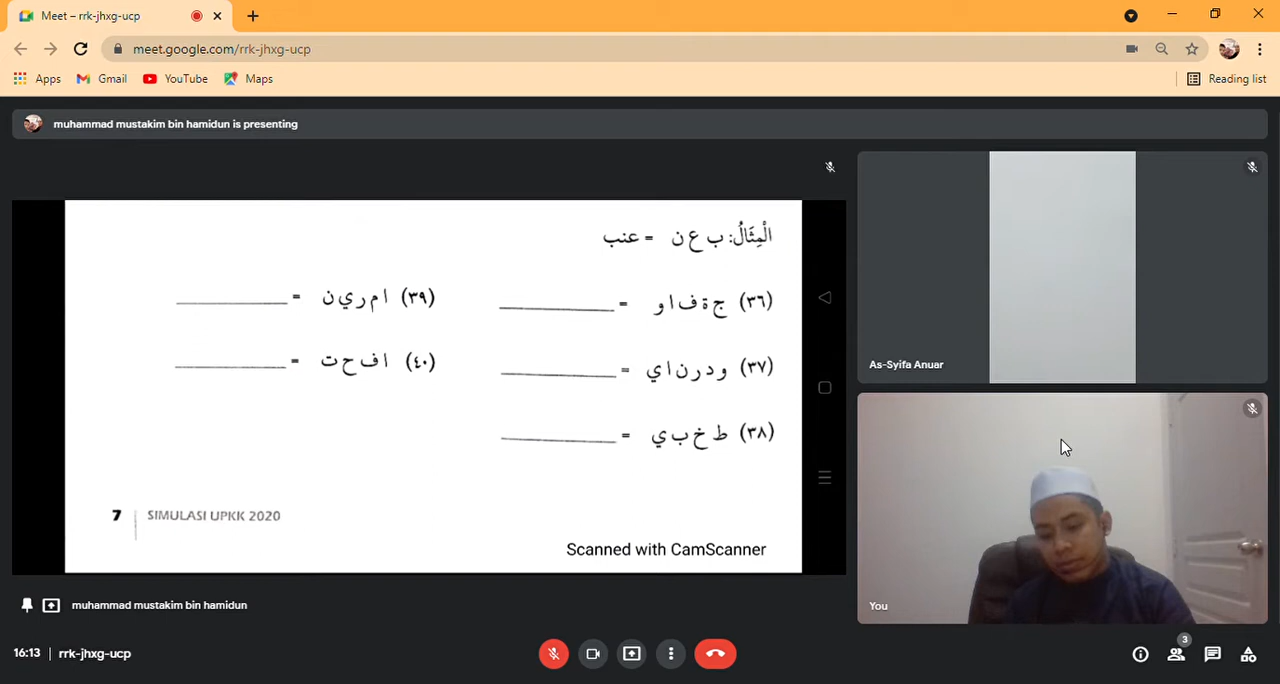 Meet – rrk-jhxg-ucp
meet.google.com/rrk-jhxg-ucp
Apps Gmail YouTube Maps Reading list
muhammad mustakim bin hamidun is presenting
الْمِثَالُ: ب ع ن = عنب
(٣٦) ج ة ف ا و = ________
(٣٧) و د ر ن ا ي = ________
(٣٨) ط خ ب ي = ________
(٣٩) ا م ر ي ن = ________
(٤٠) ا ف ح ت = ________
7 SIMULASI UPKK 2020
Scanned with CamScanner
As-Syifa Anuar
You
muhammad mustakim bin hamidun
16:13 rrk-jhxg-ucp
3